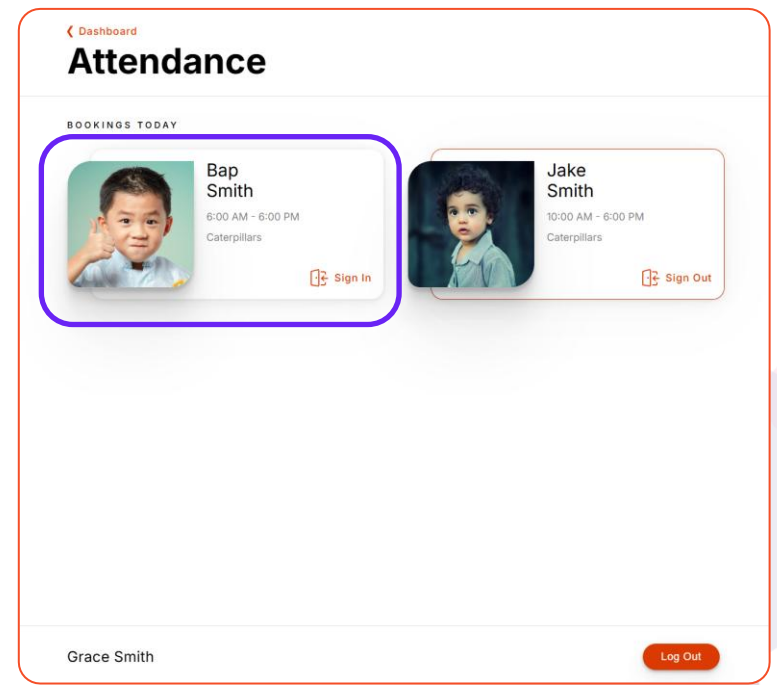 Dashboard
Attendance
BOOKINGS TODAY
Bap
Smith
6:00 AM - 6:00 PM
Caterpillars
Sign In
Jake
Smith
10:00 AM - 6:00 PM
Caterpillars
Sign Out
Grace Smith
Log Out